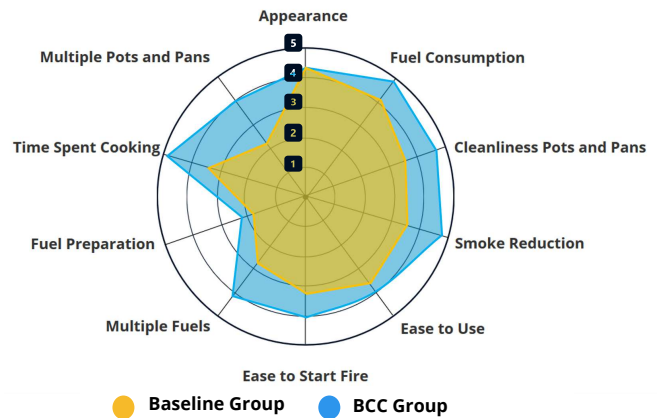 Appearance
Multiple Pots and Pans
Fuel Consumption
5
4
3
2
1
Time Spent Cooking
Cleanliness Pots and Pans
Fuel Preparation
Smoke Reduction
Multiple Fuels
Ease to Use
Ease to Start Fire
Baseline Group
BCC Group